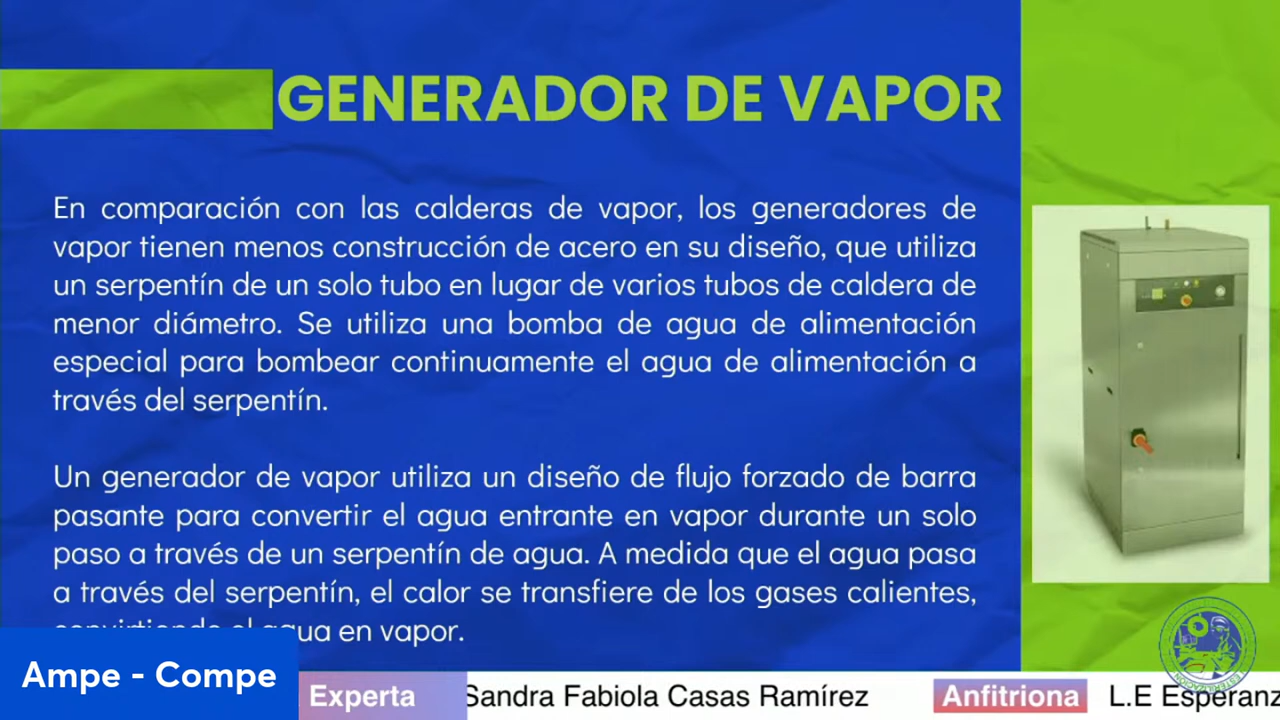 GENERADOR DE VAPOR
En comparación con las calderas de vapor, los generadores de
vapor tienen menos construcción de acero en su diseño, que utiliza
un serpentín de un solo tubo en lugar de varios tubos de caldera de
menor diámetro. Se utiliza una bomba de agua de alimentación
especial para bombear continuamente el agua de alimentación a
través del serpentín.
Un generador de vapor utiliza un diseño de flujo forzado de barra
pasante para convertir el agua entrante en vapor durante un solo
paso a través de un serpentín de agua. A medida que el agua pasa
a través del serpentín, el calor se transfiere de los gases calientes,
convirtiendo el agua en vapor.
Ampe - Compe
Experta Sandra Fabiola Casas Ramírez Anfitriona L.E Esperanz